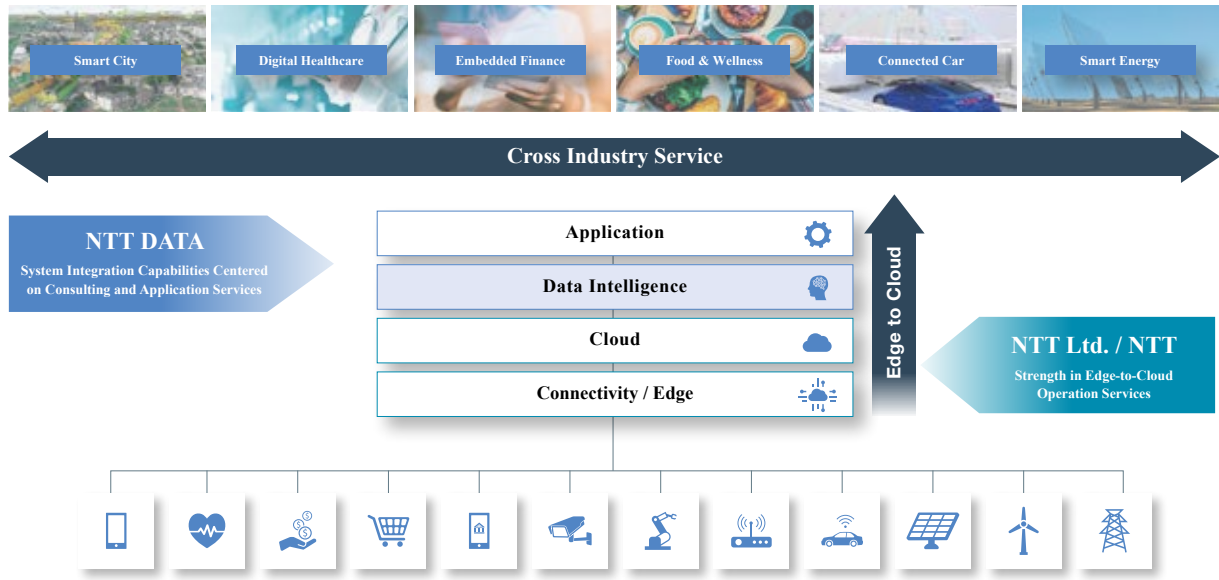 Smart City
Digital Healthcare
Embedded Finance
Food & Wellness
Connected Car
Smart Energy
Cross Industry Service
NTT DATA
System Integration Capabilities Centered
on Consulting and Application Services
Application
Data Intelligence
Cloud
Connectivity / Edge
Edge to Cloud
NTT Ltd. / NTT
Strength in Edge-to-Cloud
Operation Services